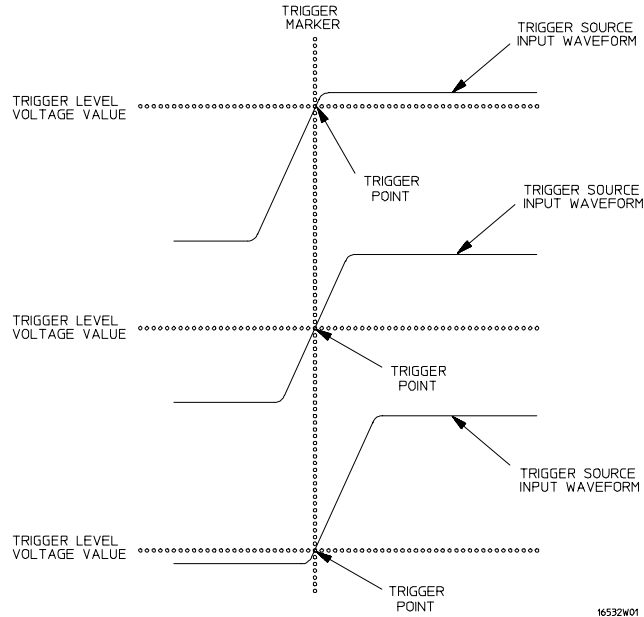 TRIGGER
MARKER
TRIGGER SOURCE
INPUT WAVEFORM
TRIGGER LEVEL
VOLTAGE VALUE
TRIGGER
POINT
TRIGGER SOURCE
INPUT WAVEFORM
TRIGGER LEVEL
VOLTAGE VALUE
TRIGGER
POINT
TRIGGER SOURCE
INPUT WAVEFORM
TRIGGER LEVEL
VOLTAGE VALUE
TRIGGER
POINT
16532W01